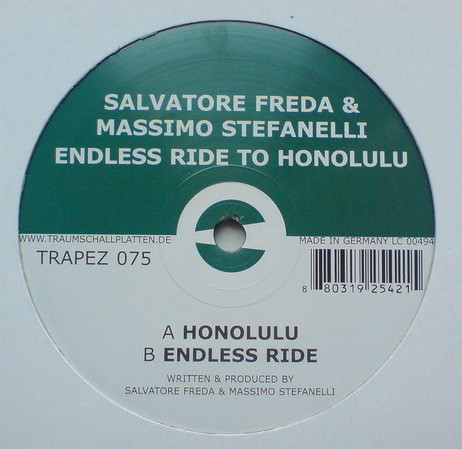 SALVATORE FREDA &
MASSIMO STEFANELLI
ENDLESS RIDE TO HONOLULU
WWW.TRAUMSCHALLPLATTEN.DE MADE IN GERMANY LC 00494
TRAPEZ 075
8 80319 25421
A HONOLULU
B ENDLESS RIDE
WRITTEN & PRODUCED BY
SALVATORE FREDA & MASSIMO STEFANELLI